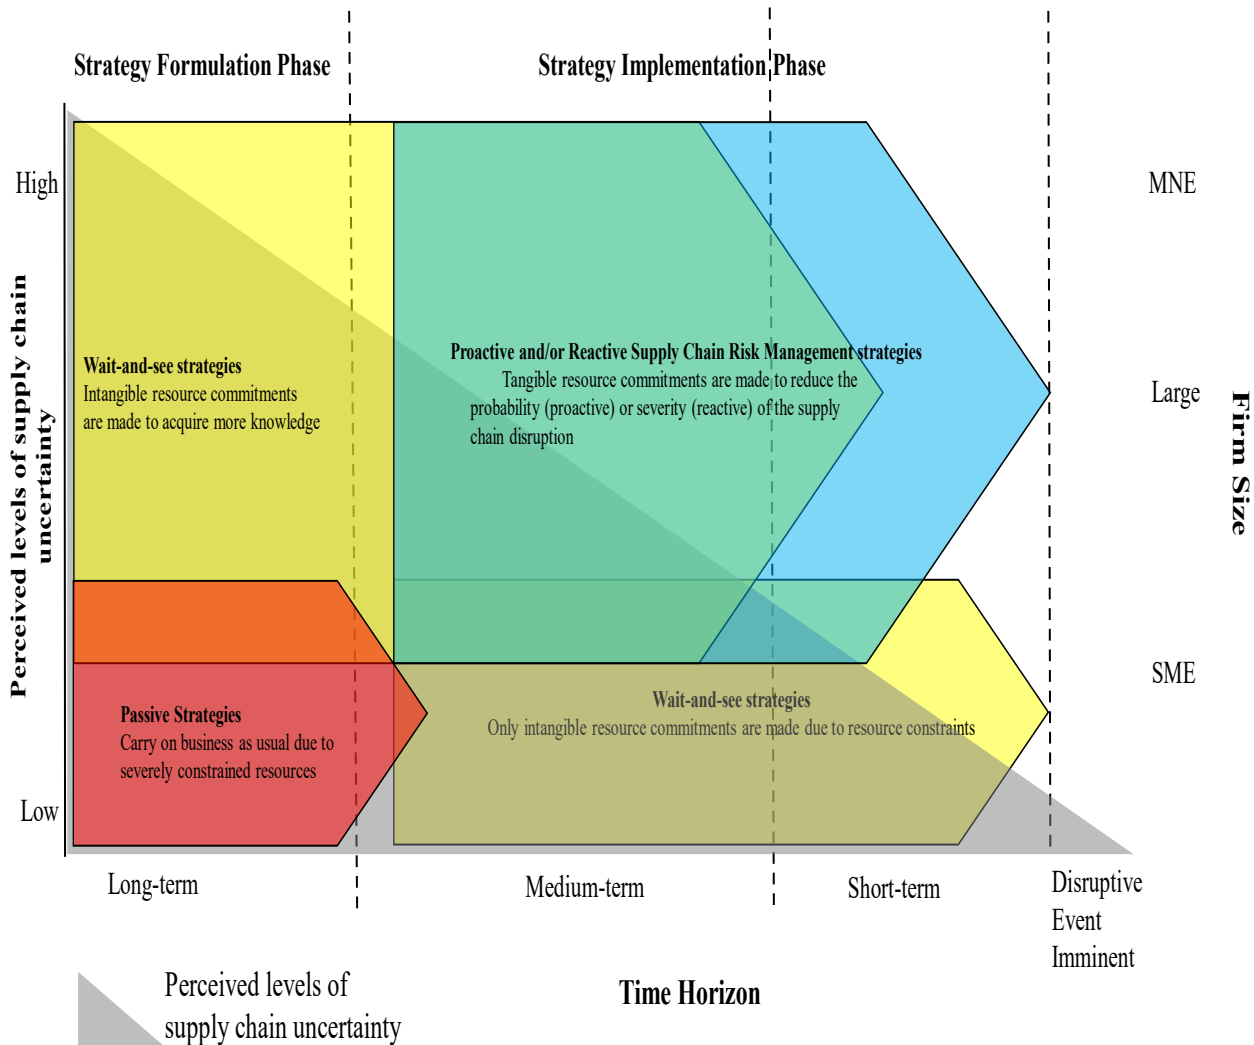 Strategy Formulation Phase
Strategy Implementation Phase
High
MNE
Perceived levels of supply chain
uncertainty
Wait-and-see strategies
Intangible resource commitments
are made to acquire more knowledge
Proactive and/or Reactive Supply Chain Risk Management strategies
Tangible resource commitments are made to reduce the
probability (proactive) or severity (reactive) of the supply
chain disruption
Large
Firm Size
SME
Passive Strategies
Carry on business as usual due to
severely constrained resources
Wait-and-see strategies
Only intangible resource commitments are made due to resource constraints
Low
Long-term
Medium-term
Short-term
Disruptive
Event
Imminent
Time Horizon
Perceived levels of
supply chain uncertainty